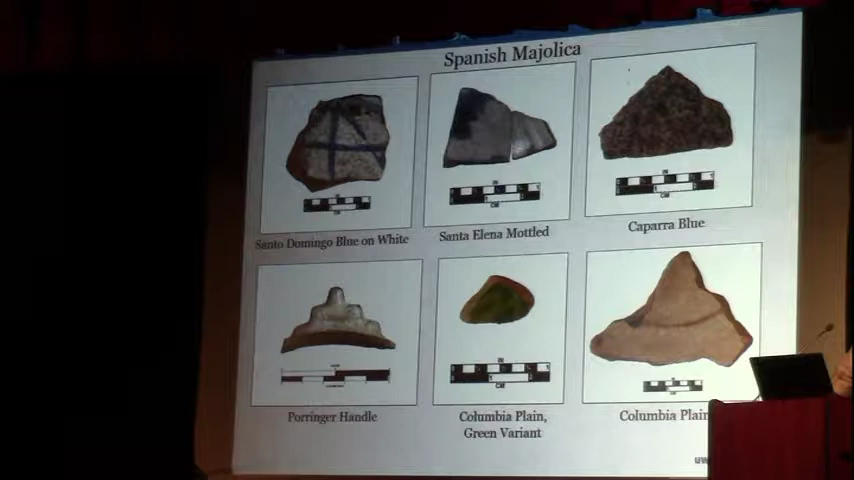 Spanish Majolica
Santo Domingo Blue on White
Santa Elena Mottled
Caparra Blue
Porringer Handle
Columbia Plain,
Green Variant
Columbia Plain